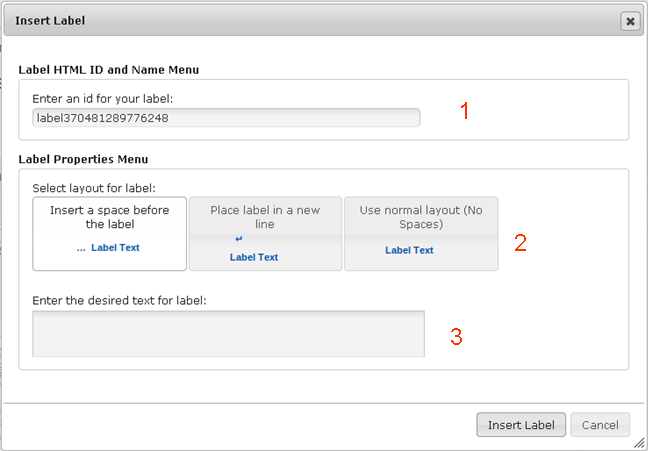 Insert Label
Label HTML ID and Name Menu
Enter an id for your label:
label370481289776248
1
Label Properties Menu
Select layout for label:
Insert a space before
the label
... Label Text
Place label in a new
line
↵
Label Text
Use normal layout (No
Spaces)
Label Text
2
Enter the desired text for label:
3
Insert Label
Cancel